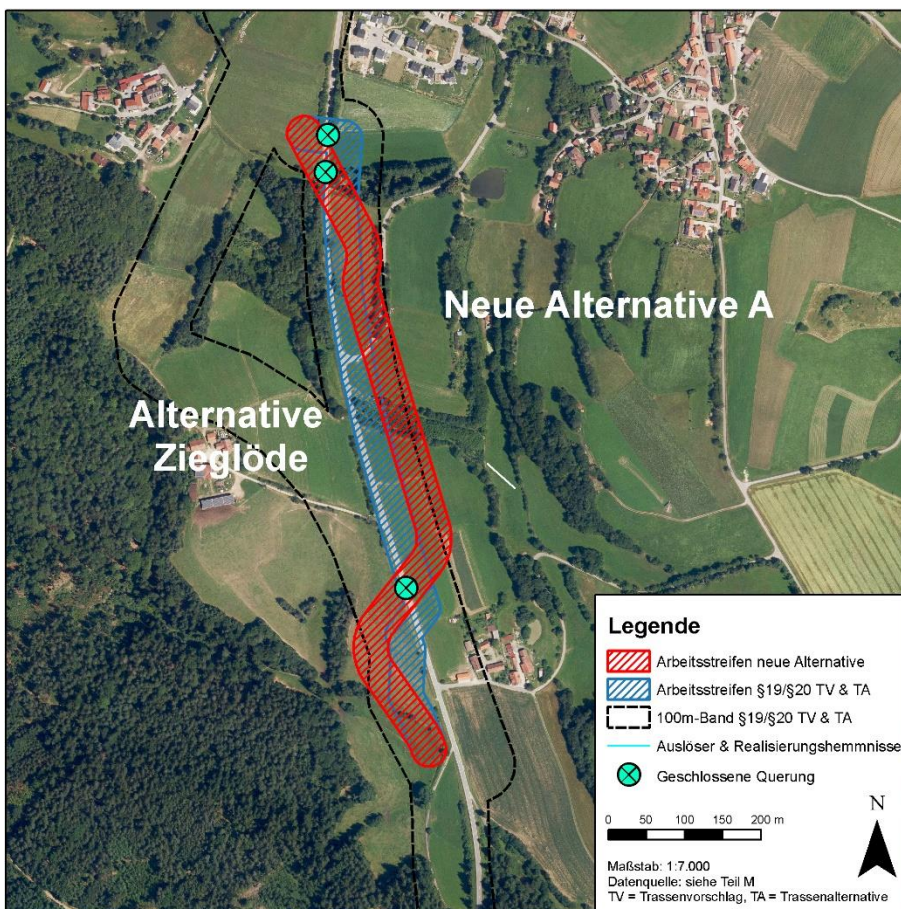 Neue Alternative A
Alternative
Zieglöde
Legende
Arbeitsstreifen neue Alternative
Arbeitsstreifen §19/§20 TV & TA
100m-Band §19/§20 TV & TA
Auslöser & Realisierungshemmnisse
Geschlossene Querung
0 50 100 150 200 m
N
Maßstab: 1:7.000
Datenquelle: siehe Teil M
TV = Trassenvorschlag, TA = Trassenalternative